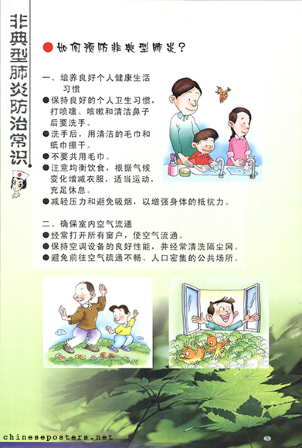 非典型肺炎防治常识
如何预防非典型肺炎？
一、培养良好个人健康生活
习惯
●保持良好的个人卫生习惯，
打喷嚏、咳嗽和清洁鼻子
后要洗手。
●洗手后，用清洁的毛巾和
纸巾擦干。
●不要共用毛巾。
●注意均衡饮食，根据气候
变化增减衣服，适当运动，
充足休息。
●减轻压力和避免吸烟，以增强身体的抵抗力。
二、确保室内空气流通
●经常打开所有窗户，使空气流通。
●保持空调设备的良好性能，并经常清洗隔尘网。
●避免前往空气疏通不畅、人口密集的公共场所。
chineseposters.net